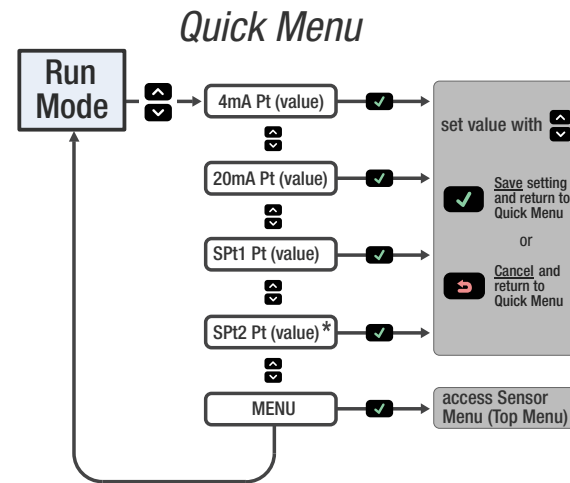 Quick Menu
Run
Mode
4mA Pt (value)
set value with
20mA Pt (value)
Save setting
and return to
Quick Menu
or
SPt1 Pt (value)
Cancel and
return to
Quick Menu
SPt2 Pt (value)*
MENU
access Sensor
Menu (Top Menu)